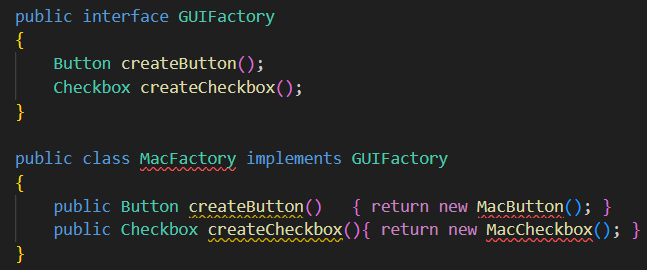 public interface GUIFactory
{
    Button createButton();
    Checkbox createCheckbox();
}
public class MacFactory implements GUIFactory
{
    public Button createButton()   { return new MacButton(); }
    public Checkbox createCheckbox(){ return new MacCheckbox(); }
}